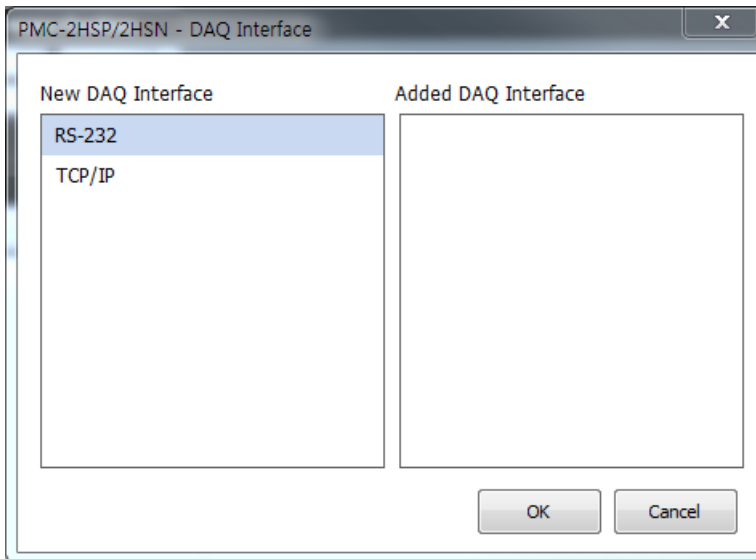 PMC-2HSP/2HSN - DAQ Interface
New DAQ Interface
Added DAQ Interface
RS-232
TCP/IP
OK
Cancel